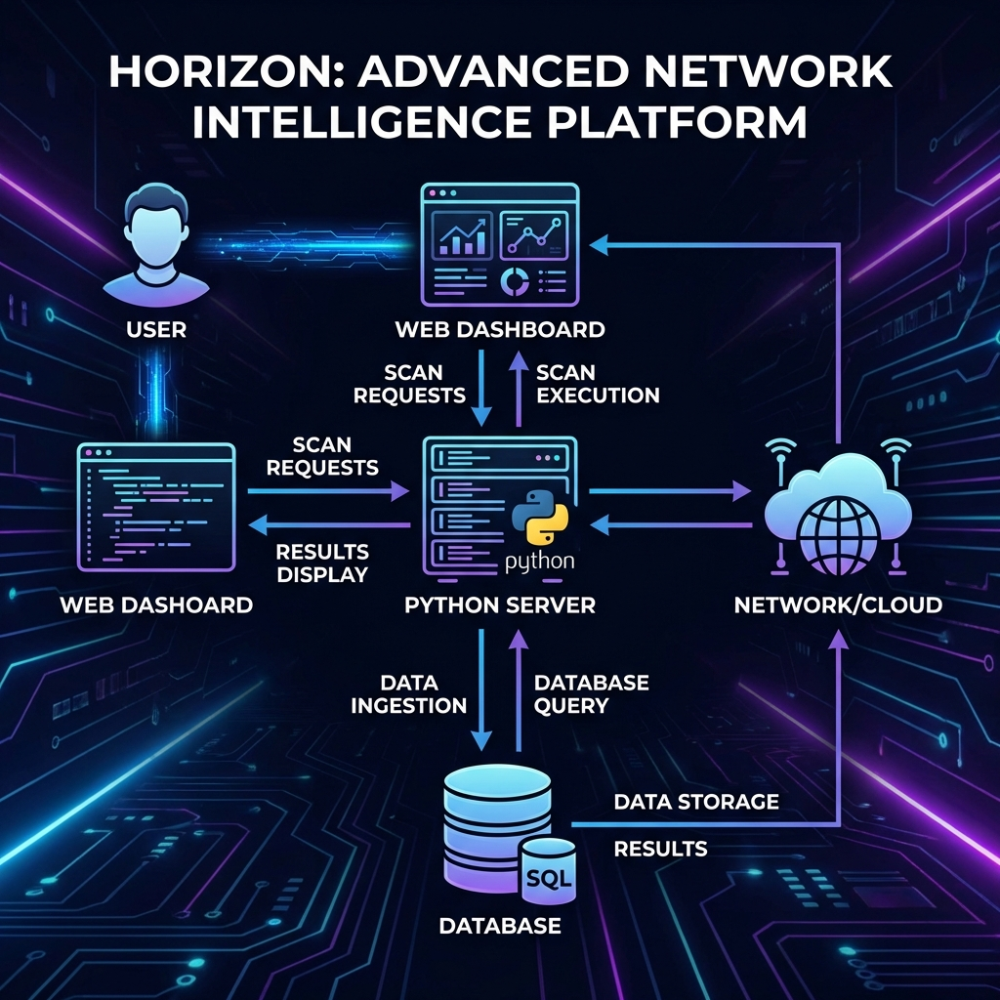 HORIZON: ADVANCED NETWORK
INTELLIGENCE PLATFORM
USER
WEB DASHBOARD
SCAN
REQUESTS
SCAN
EXECUTION
SCAN
REQUESTS
RESULTS
DISPLAY
python
WEB DASHOARD
PYTHON SERVER
NETWORK/CLOUD
DATA
INGESTION
DATABASE
QUERY
DATA STORAGE
RESULTS
SQL
DATABASE